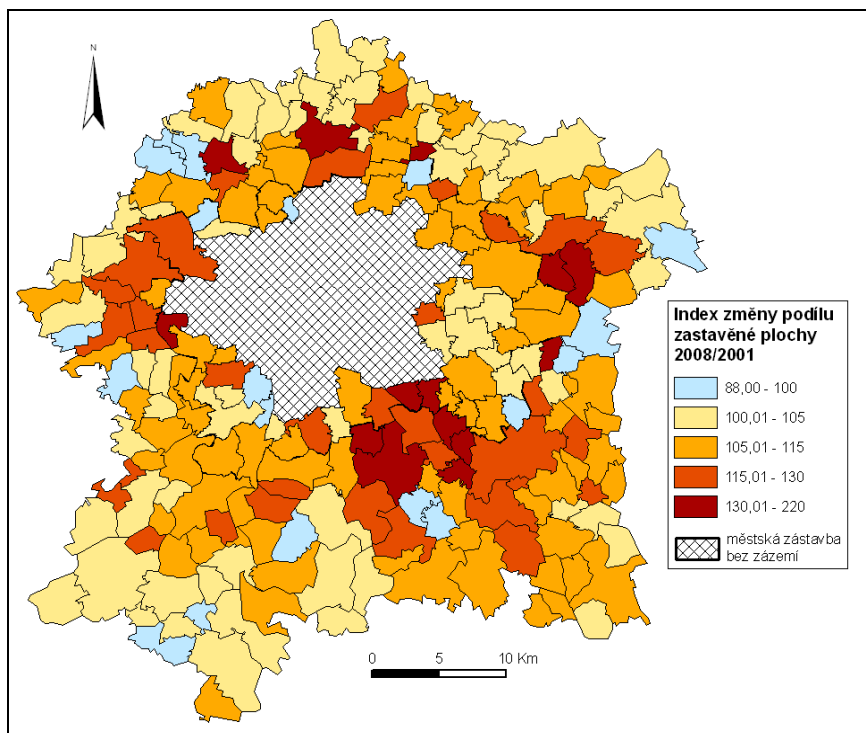 N
Index změny podílu
zastavěné plochy
2008/2001
88,00 - 100
100,01 - 105
105,01 - 115
115,01 - 130
130,01 - 220
městská zástavba
bez zázemí
0 5 10 Km